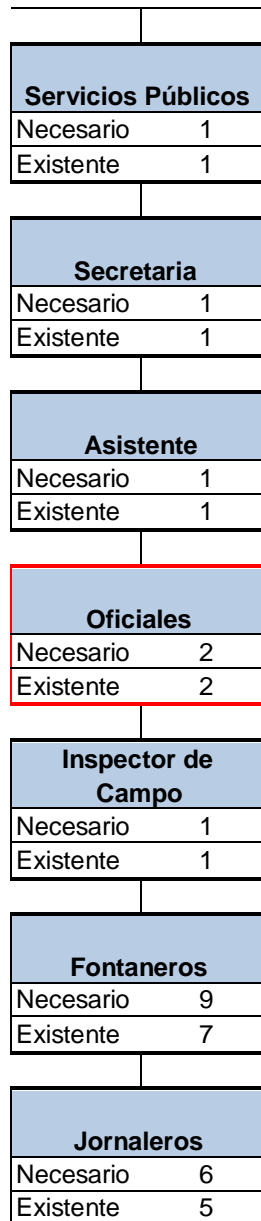 Servicios Públicos
Necesario 1
Existente 1
Secretaria
Necesario 1
Existente 1
Asistente
Necesario 1
Existente 1
Oficiales
Necesario 2
Existente 2
Inspector de
Campo
Necesario 1
Existente 1
Fontaneros
Necesario 9
Existente 7
Jornaleros
Necesario 6
Existente 5